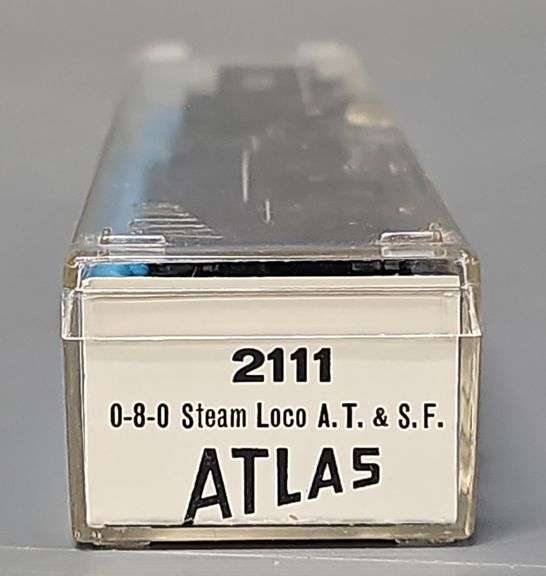 2111
0-8-0 Steam Loco A.T. & S.F.
ATLAS